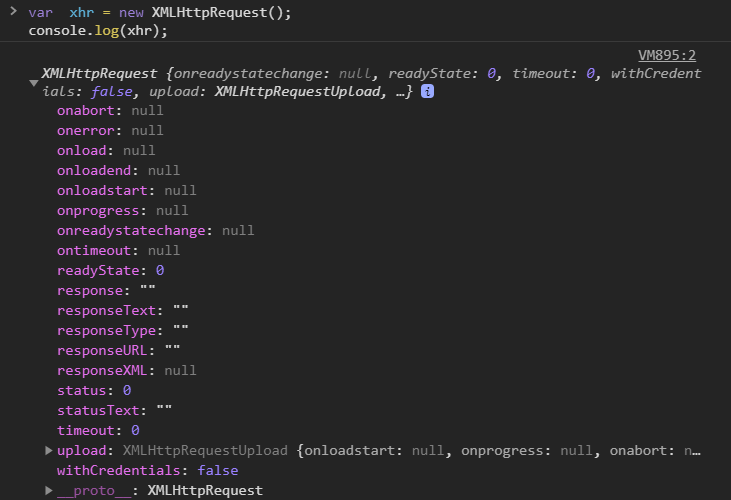 > var  xhr = new XMLHttpRequest();
console.log(xhr);
VM895:2
XMLHttpRequest {onreadystatechange: null, readyState: 0, timeout: 0, withCredent
ials: false, upload: XMLHttpRequestUpload, …} i
onabort: null
onerror: null
onload: null
onloadend: null
onloadstart: null
onprogress: null
onreadystatechange: null
ontimeout: null
readyState: 0
response: ""
responseText: ""
responseType: ""
responseURL: ""
responseXML: null
status: 0
statusText: ""
timeout: 0
upload: XMLHttpRequestUpload {onloadstart: null, onprogress: null, onabort: n…
withCredentials: false
__proto__: XMLHttpRequest